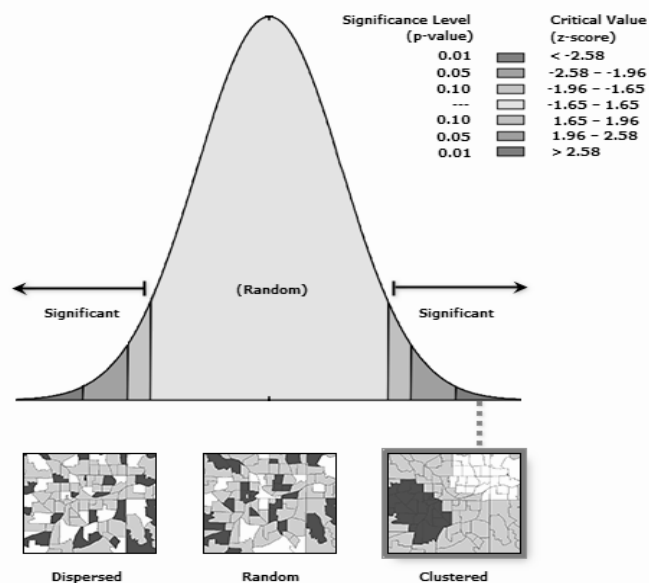 Significance Level Critical Value
(p-value) (z-score)
0.01 < -2.58
0.05 -2.58 – -1.96
0.10 -1.96 – -1.65
--- -1.65 – 1.65
0.10 1.65 – 1.96
0.05 1.96 – 2.58
0.01 > 2.58
(Random)
Significant Significant
Dispersed Random Clustered